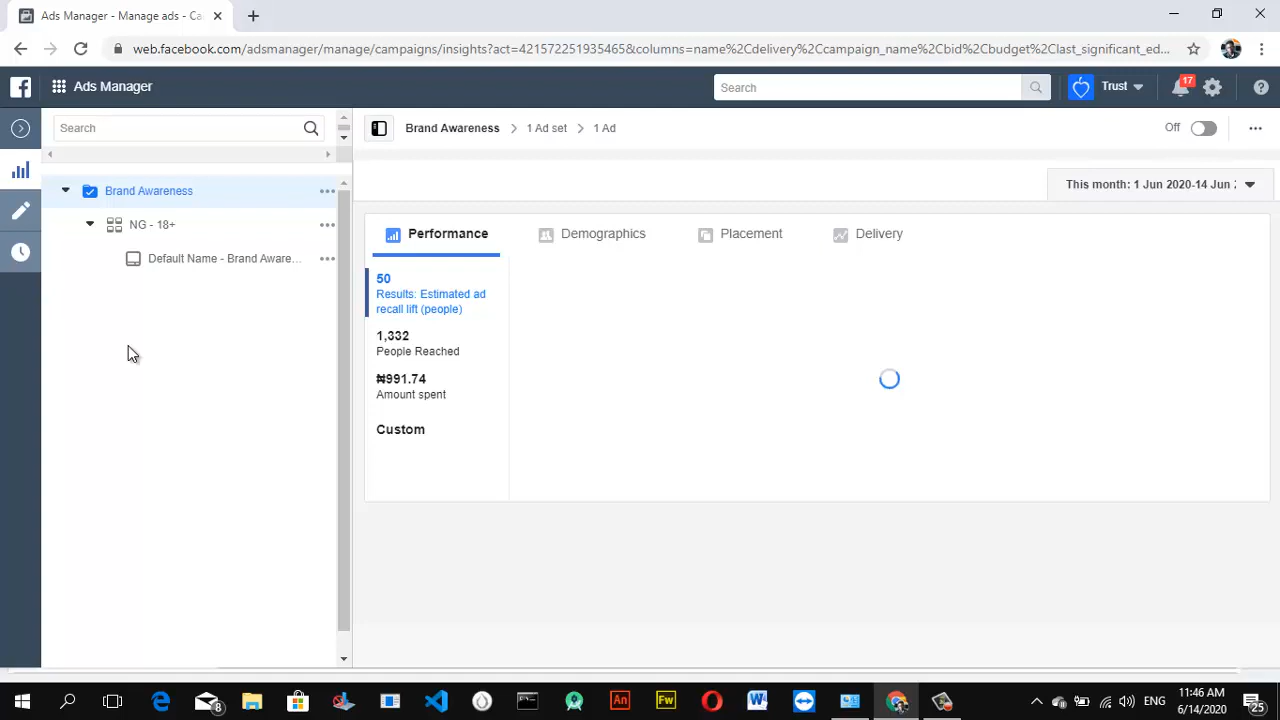 Ads Manager - Manage ads - Ca
web.facebook.com/adsmanager/manage/campaigns/insights?act=421572251935465&columns=name%2Cdelivery%2Ccampaign_name%2Cbid%2Cbudget%2Clast_significant_ed...
Ads Manager
Search
Trust
17
Search
Brand Awareness
1 Ad set
1 Ad
Off
This month: 1 Jun 2020-14 Jun
Brand Awareness
NG - 18+
Default Name - Brand Aware...
Performance
Demographics
Placement
Delivery
50
Results: Estimated ad
recall lift (people)
1,332
People Reached
₦991.74
Amount spent
Custom
8
An
Fw
W
ENG
11:46 AM
6/14/2020
25